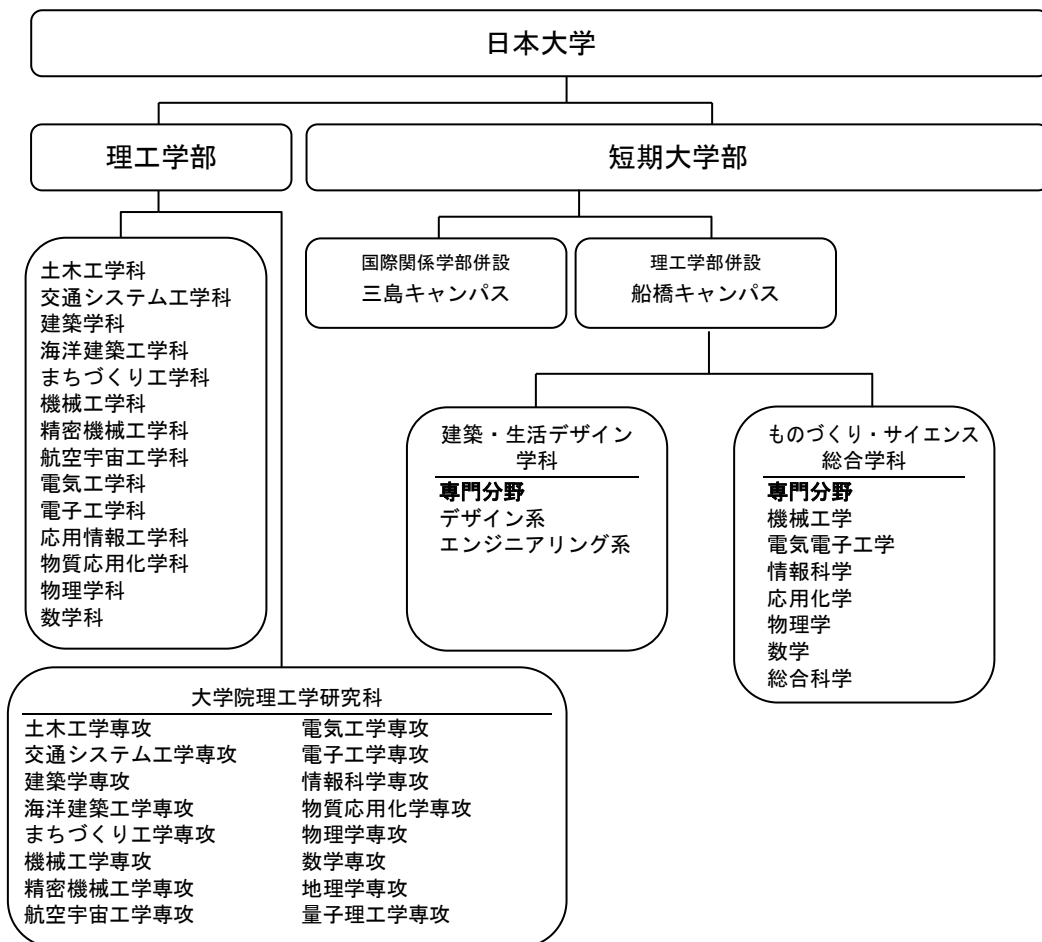 日本大学
理工学部
短期大学部
土木工学科
交通システム工学科
建築学科
海洋建築工学科
まちづくり工学科
機械工学科
精密機械工学科
航空宇宙工学科
電気工学科
電子工学科
応用情報工学科
物質応用化学科
物理学科
数学科
国際関係学部併設
三島キャンパス
理工学部併設
船橋キャンパス
建築・生活デザイン
学科
専門分野
デザイン系
エンジニアリング系
ものづくり・サイエンス
総合学科
専門分野
機械工学
電気電子工学
情報科学
応用化学
物理学
数学
総合科学
大学院理工学研究科
土木工学専攻
交通システム工学専攻
建築学専攻
海洋建築工学専攻
まちづくり工学専攻
機械工学専攻
精密機械工学専攻
航空宇宙工学専攻
電気工学専攻
電子工学専攻
情報科学専攻
物質応用化学専攻
物理学専攻
数学専攻
地理学専攻
量子理工学専攻